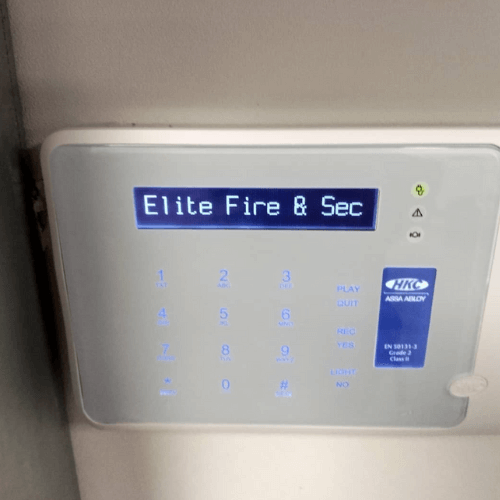 Elite Fire & Sec
HKC
ASSA ABLOY
1 2 3
PLAY
QUIT
4 5 6
REC
YES
EN 50131-3
Grade 3
Class II
7 8 9
LIGHT
NO
* 0 #